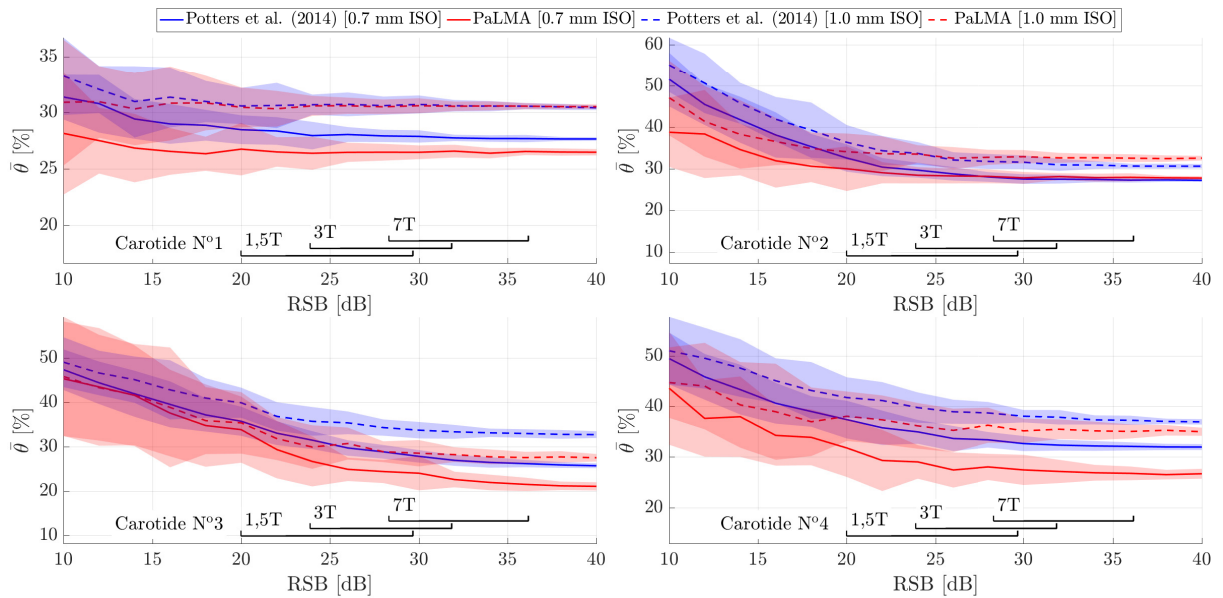 Potters et al. (2014) [0.7 mm ISO] PaLMA [0.7 mm ISO] Potters et al. (2014) [1.0 mm ISO] PaLMA [1.0 mm ISO]
35
30
25
20
θ̄ [%]
Carotide Nº1
1,5T
3T
7T
10 15 20 25 30 35 40
RSB [dB]
60
50
40
30
20
10
θ̄ [%]
Carotide Nº2
1,5T
3T
7T
10 15 20 25 30 35 40
RSB [dB]
50
40
30
20
10
θ̄ [%]
Carotide Nº3
1,5T
3T
7T
10 15 20 25 30 35 40
RSB [dB]
50
40
30
20
θ̄ [%]
Carotide Nº4
1,5T
3T
7T
10 15 20 25 30 35 40
RSB [dB]